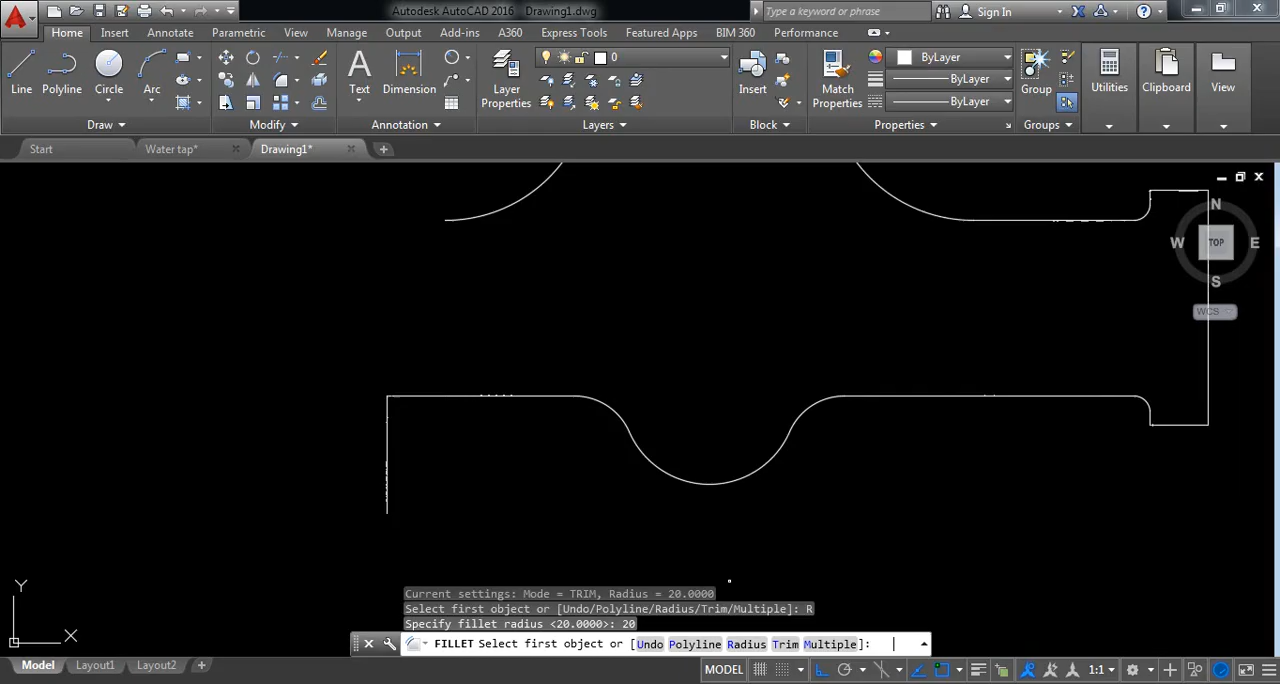 Autodesk AutoCAD 2016 Drawing1.dwg
Type a keyword or phrase
Sign In
Home Insert Annotate Parametric View Manage Output Add-ins A360 Express Tools Featured Apps BIM 360 Performance
0
ByLayer
ByLayer
ByLayer
Line Polyline Circle Arc
Text Dimension
Layer
Properties
Insert
Match
Properties
Group
Utilities
Clipboard
View
Draw Modify Annotation Layers Block Properties Groups
Start Water tap* Drawing1*
N
W TOP E
S
WCS
Y
X
Current settings: Mode = TRIM, Radius = 20.0000
Select first object or [Undo/Polyline/Radius/Trim/Multiple]: R
Specify fillet radius <20.0000>: 20
FILLET Select first object or [Undo Polyline Radius Trim Multiple]:
Model Layout1 Layout2 +
MODEL
1:1